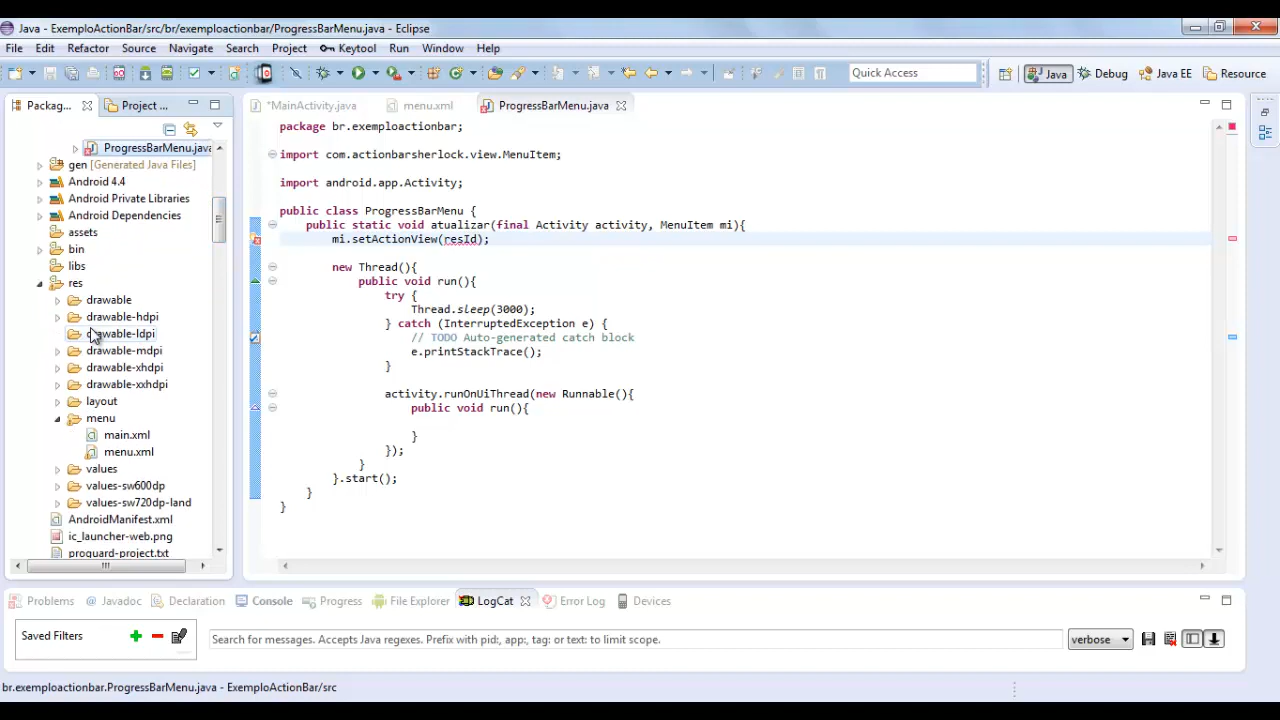 Java - ExemploActionBar/src/br/exemploactionbar/ProgressBarMenu.java - Eclipse
File Edit Refactor Source Navigate Search Project Keytool Run Window Help
Quick Access Java Debug Java EE Resource
Packag... Project ...
*MainActivity.java menu.xml ProgressBarMenu.java
ProgressBarMenu.java
gen [Generated Java Files]
Android 4.4
Android Private Libraries
Android Dependencies
assets
bin
libs
res
drawable
drawable-hdpi
drawable-ldpi
drawable-mdpi
drawable-xhdpi
drawable-xxhdpi
layout
menu
main.xml
menu.xml
values
values-sw600dp
values-sw720dp-land
AndroidManifest.xml
ic_launcher-web.png
proguard-project.txt
package br.exemploactionbar;
import com.actionbarsherlock.view.MenuItem;
import android.app.Activity;
public class ProgressBarMenu {
public static void atualizar(final Activity activity, MenuItem mi){
mi.setActionView(resId);
new Thread(){
public void run(){
try {
Thread.sleep(3000);
} catch (InterruptedException e) {
// TODO Auto-generated catch block
e.printStackTrace();
}
activity.runOnUiThread(new Runnable(){
public void run(){
}
});
}
}.start();
}
}
Problems Javadoc Declaration Console Progress File Explorer LogCat Error Log Devices
Saved Filters
Search for messages. Accepts Java regexes. Prefix with pid:, app:, tag: or text: to limit scope.
verbose
br.exemploactionbar.ProgressBarMenu.java - ExemploActionBar/src